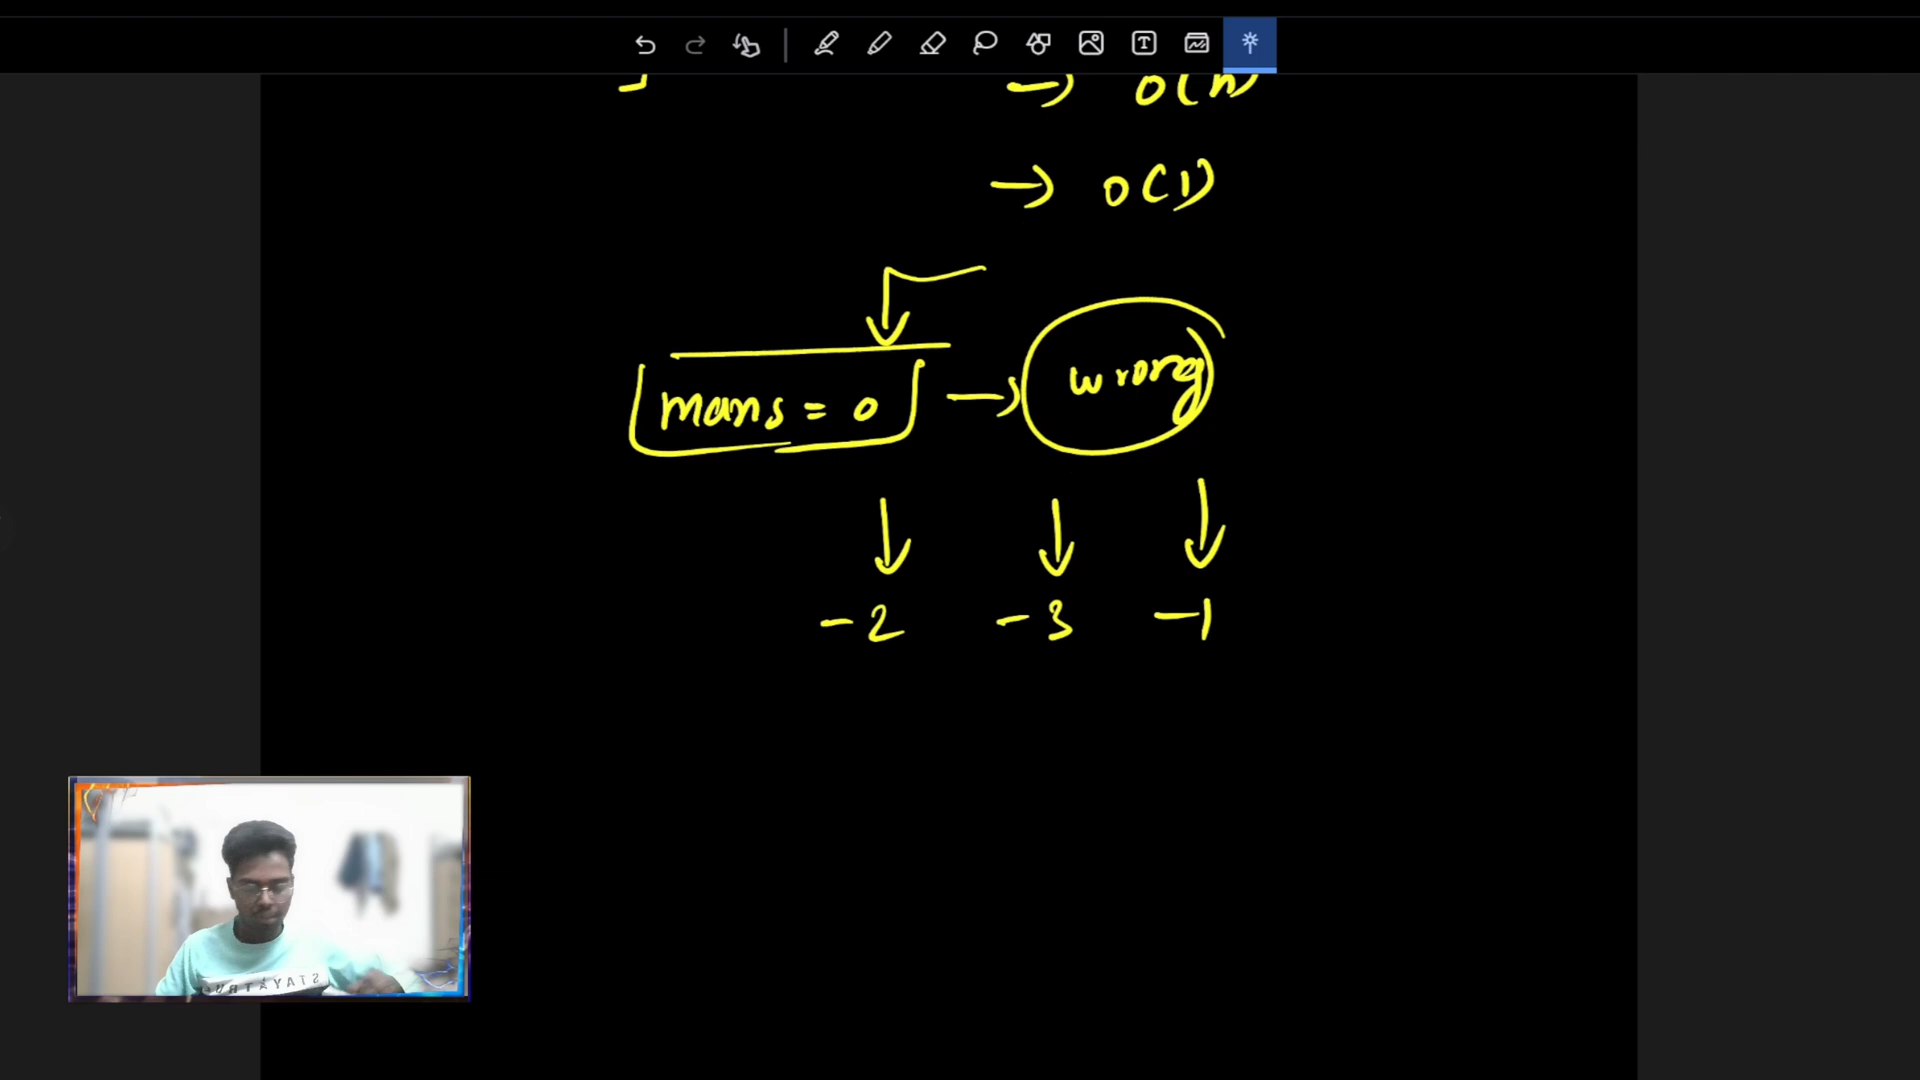 → O(n)
→ O(1)
mans = 0 → wrong
-2 -3 -1